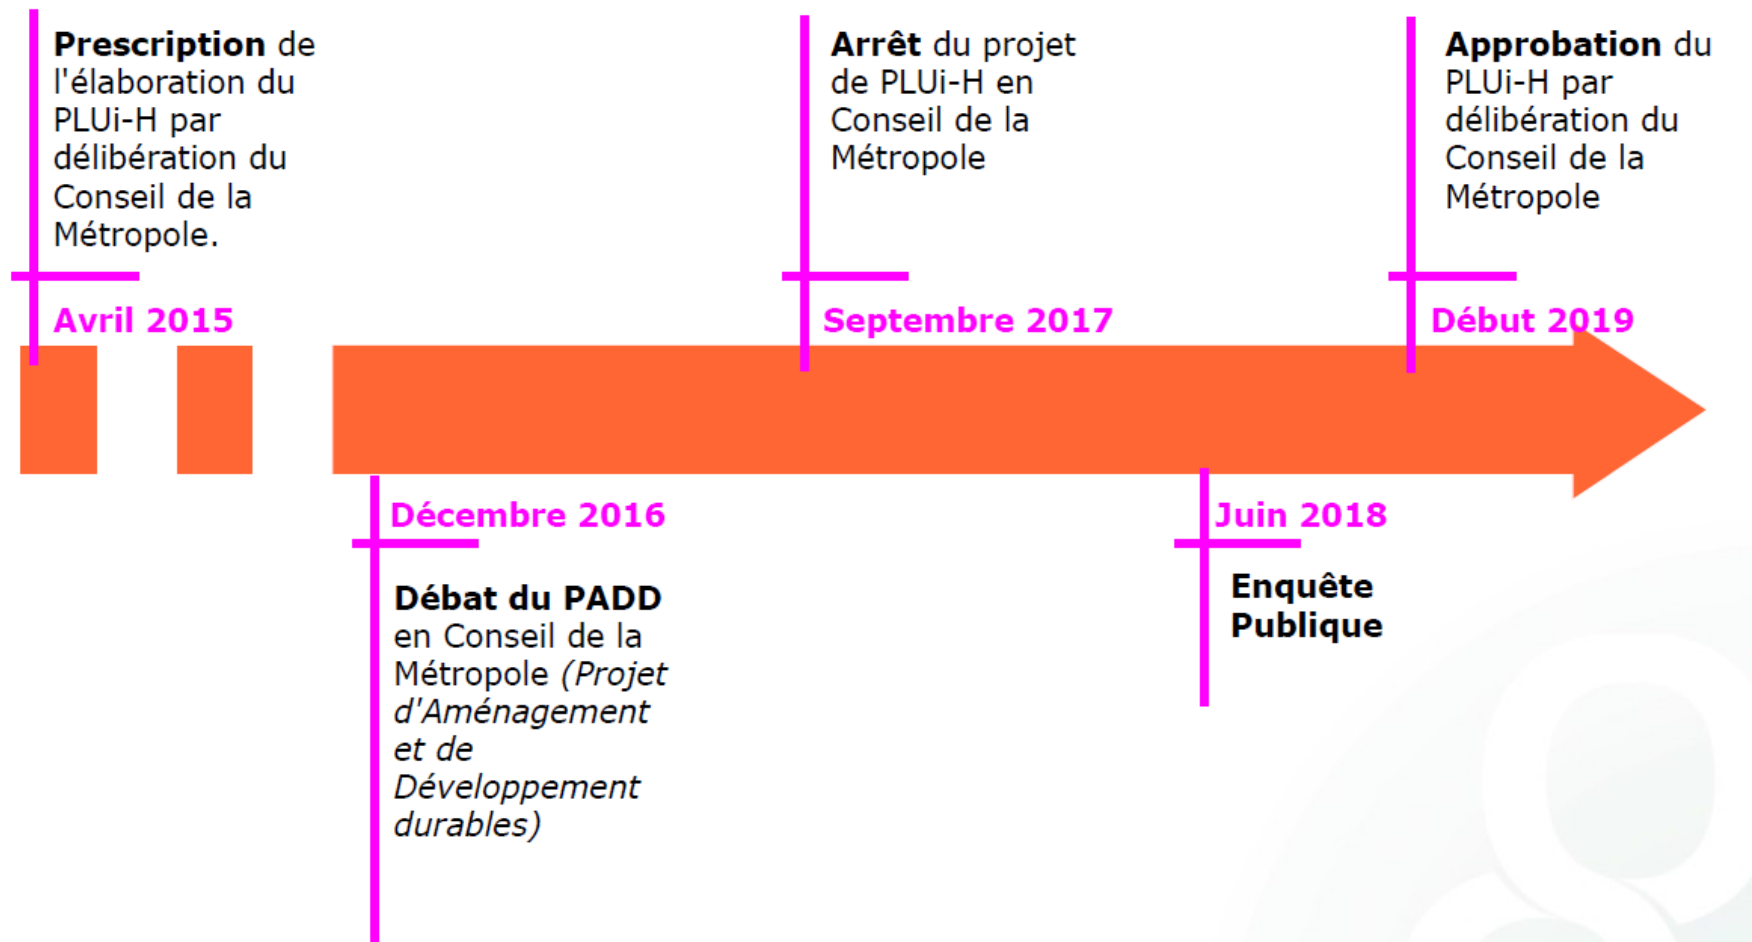 Prescription de
l'élaboration du
PLUi-H par
délibération du
Conseil de la
Métropole.
Avril 2015
Décembre 2016
Débat du PADD
en Conseil de la
Métropole (Projet
d'Aménagement
et de
Développement
durables)
Arrêt du projet
de PLUi-H en
Conseil de la
Métropole
Septembre 2017
Juin 2018
Enquête
Publique
Approbation du
PLUi-H par
délibération du
Conseil de la
Métropole
Début 2019